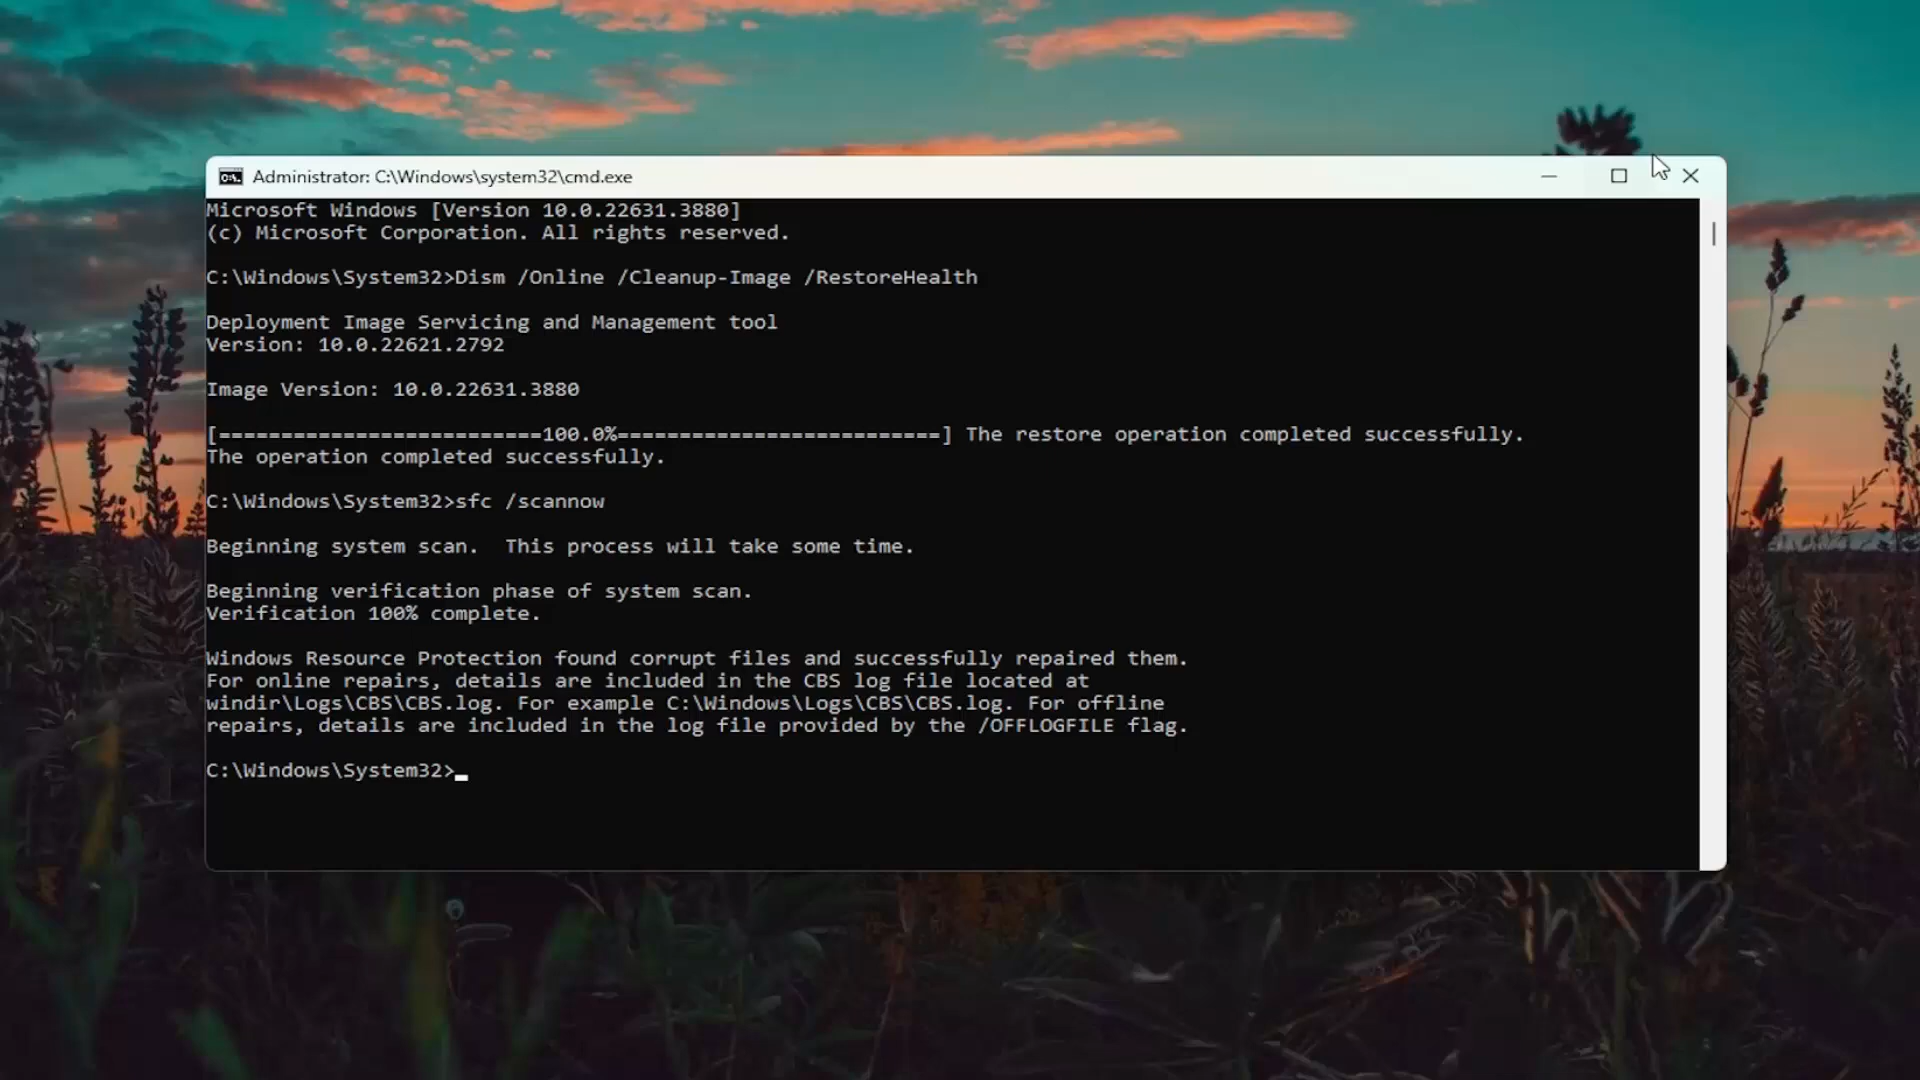 Administrator: C:\Windows\system32\cmd.exe
Microsoft Windows [Version 10.0.22631.3880]
(c) Microsoft Corporation. All rights reserved.
C:\Windows\System32>Dism /Online /Cleanup-Image /RestoreHealth
Deployment Image Servicing and Management tool
Version: 10.0.22621.2792
Image Version: 10.0.22631.3880
[==========================100.0%==========================] The restore operation completed successfully.
The operation completed successfully.
C:\Windows\System32>sfc /scannow
Beginning system scan.  This process will take some time.
Beginning verification phase of system scan.
Verification 100% complete.
Windows Resource Protection found corrupt files and successfully repaired them.
For online repairs, details are included in the CBS log file located at
windir\Logs\CBS\CBS.log. For example C:\Windows\Logs\CBS\CBS.log. For offline
repairs, details are included in the log file provided by the /OFFLOGFILE flag.
C:\Windows\System32>